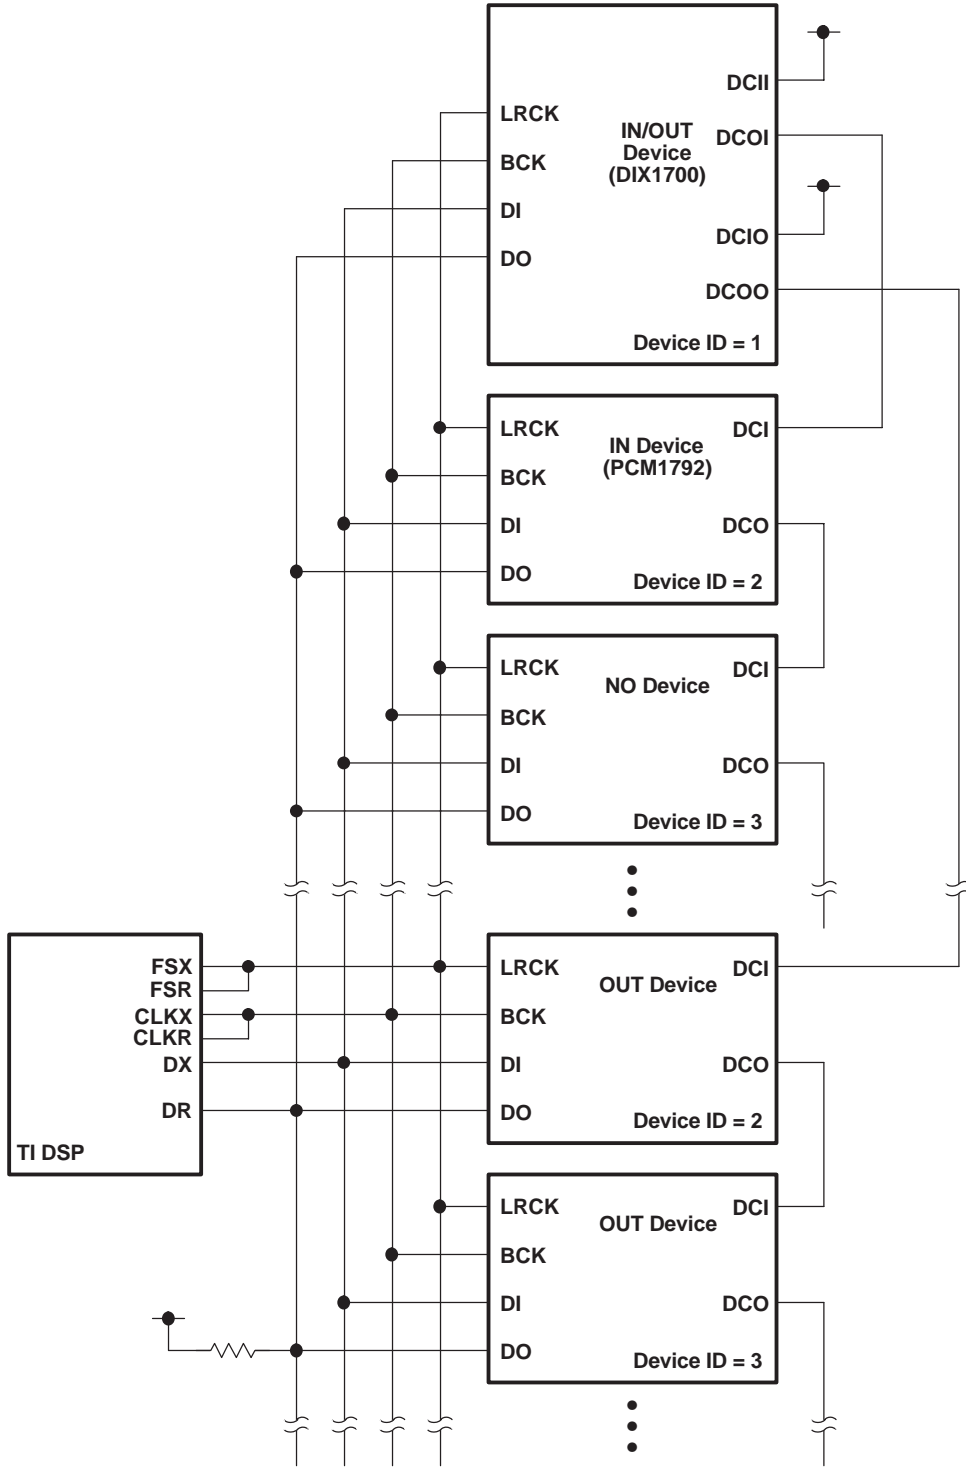 DCII
LRCK
IN/OUT
Device
(DIX1700)
DCOI
BCK
DI
DCIO
DO
DCOO
Device ID = 1
LRCK
DCI
IN Device
(PCM1792)
BCK
DI
DCO
DO
Device ID = 2
LRCK
DCI
NO Device
BCK
DI
DCO
DO
Device ID = 3
FSX
FSR
CLKX
CLKR
DX
DR
TI DSP
LRCK
DCI
OUT Device
BCK
DI
DCO
DO
Device ID = 2
LRCK
DCI
OUT Device
BCK
DI
DCO
DO
Device ID = 3